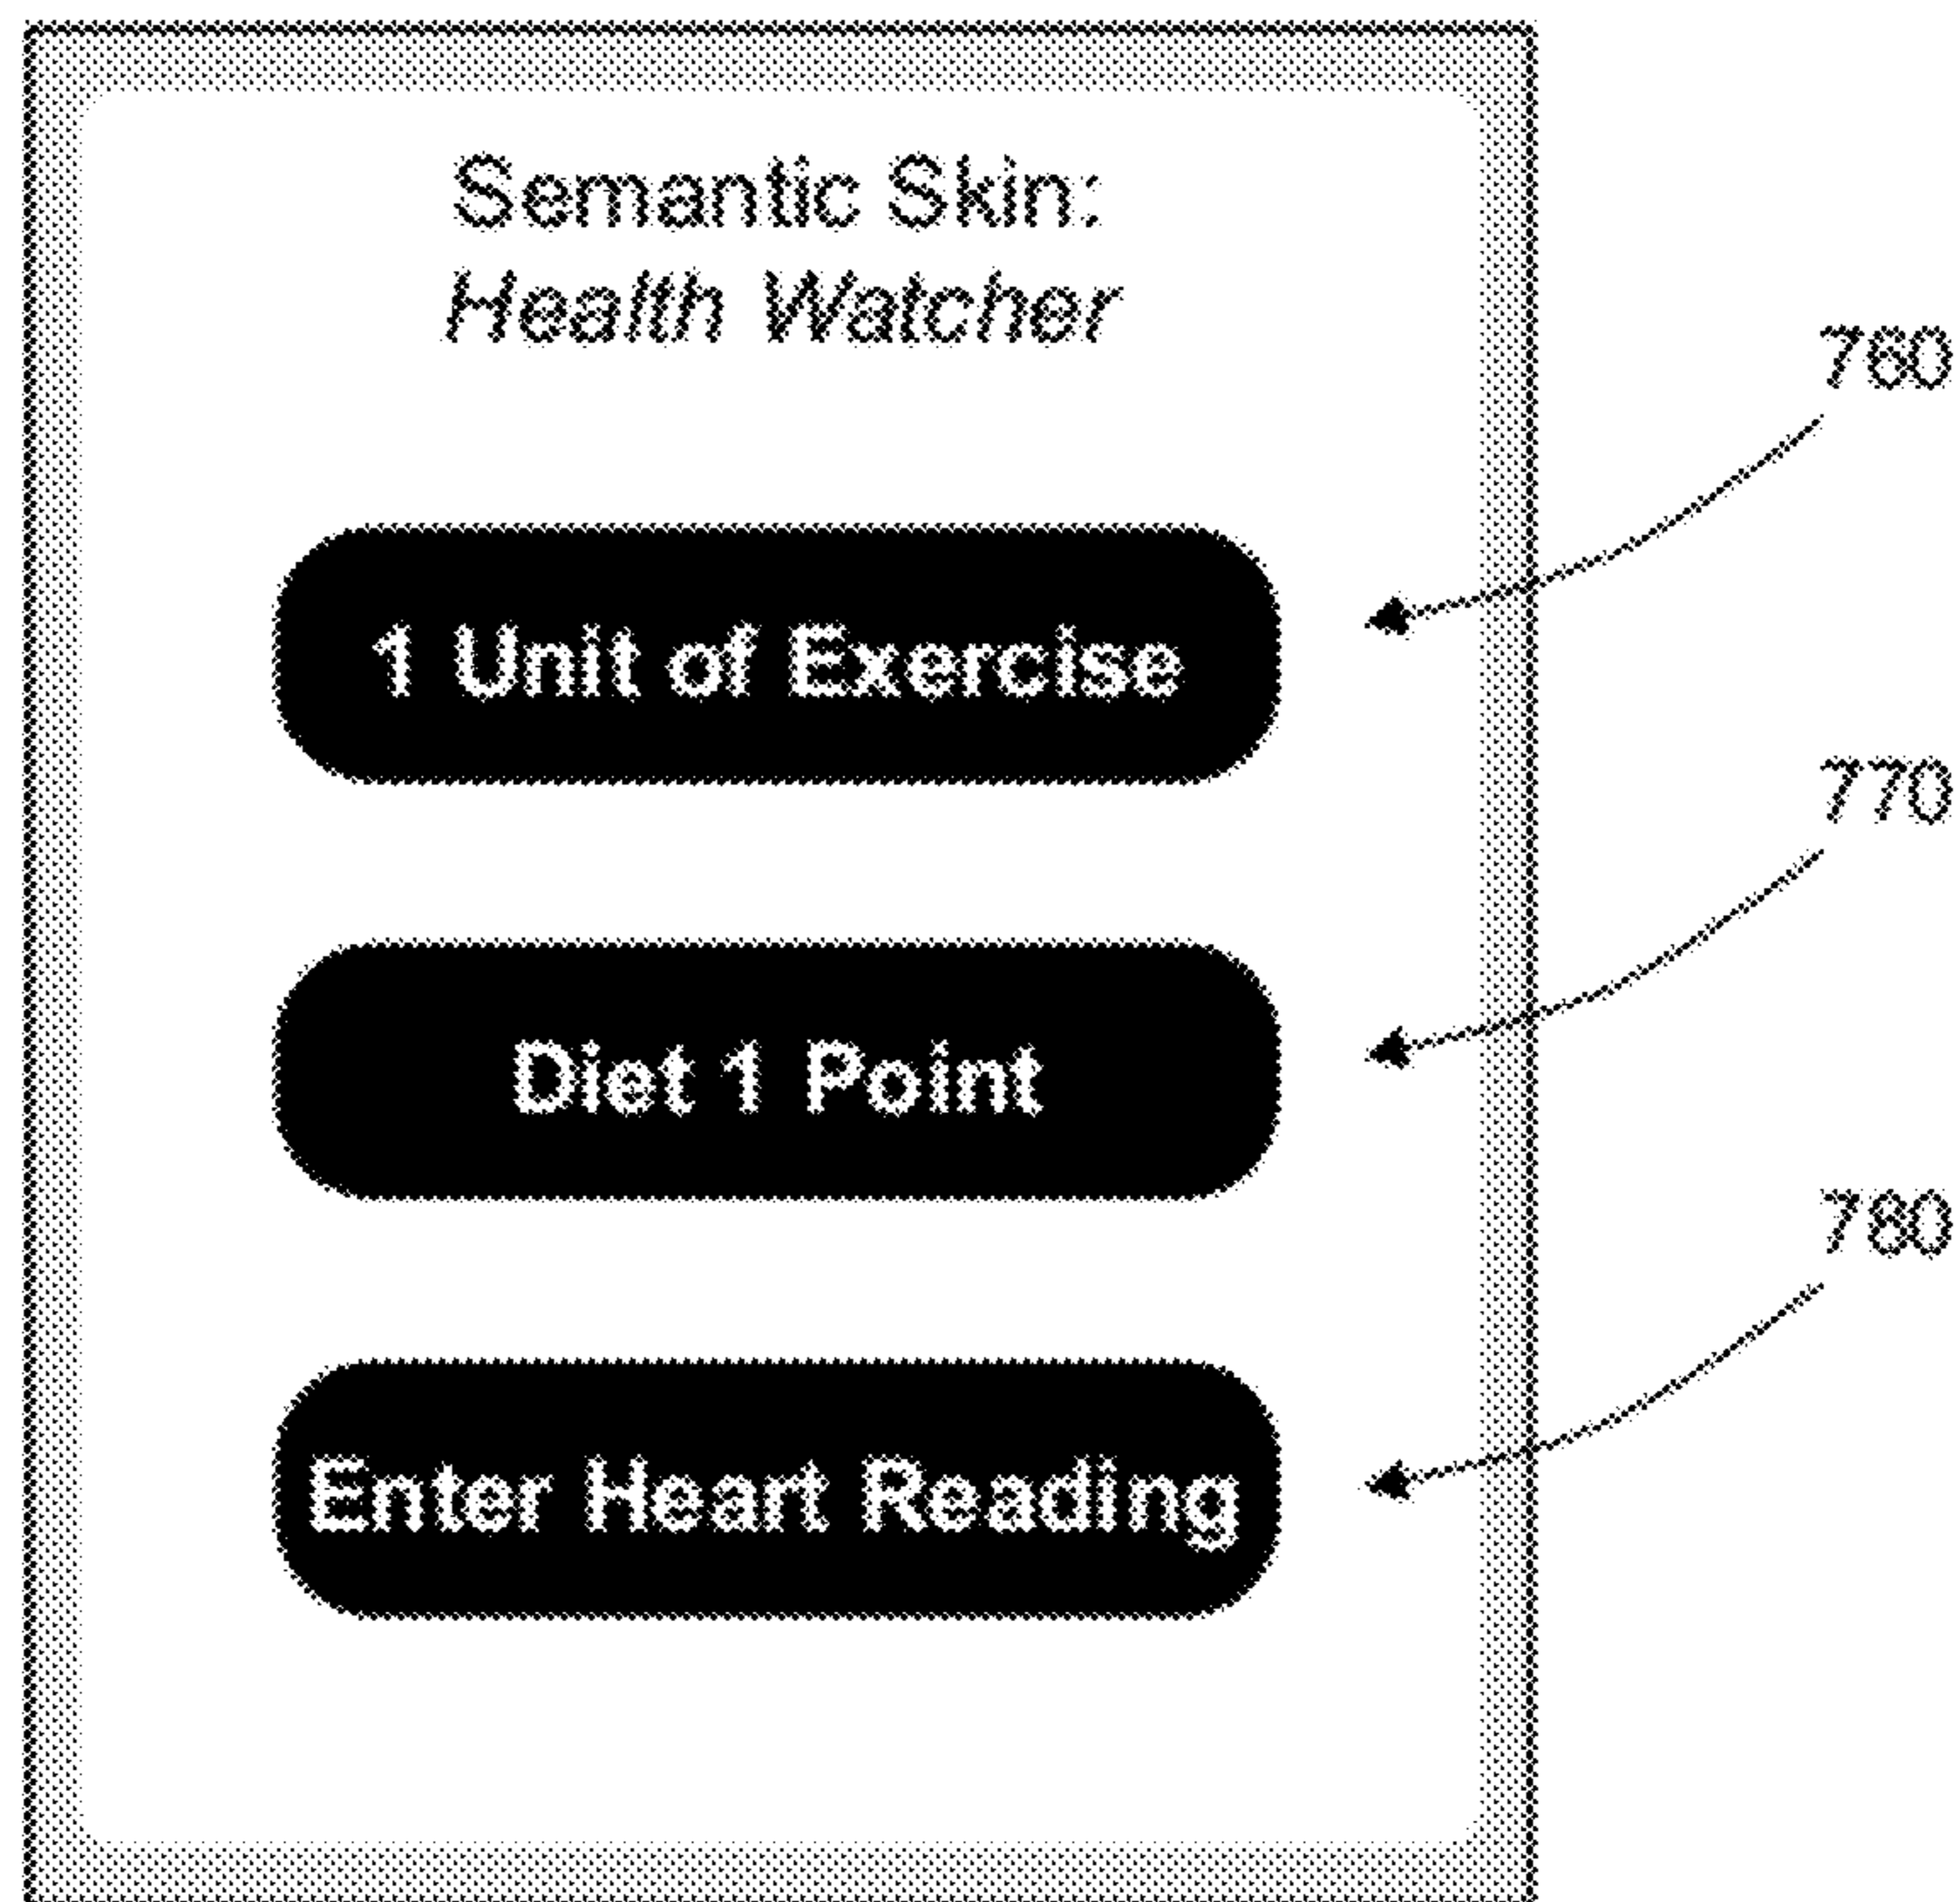 Semantic Skin:
Health Watcher
760
1 Unit of Exercise
770
Diet 1 Point
780
Enter Heart Reading